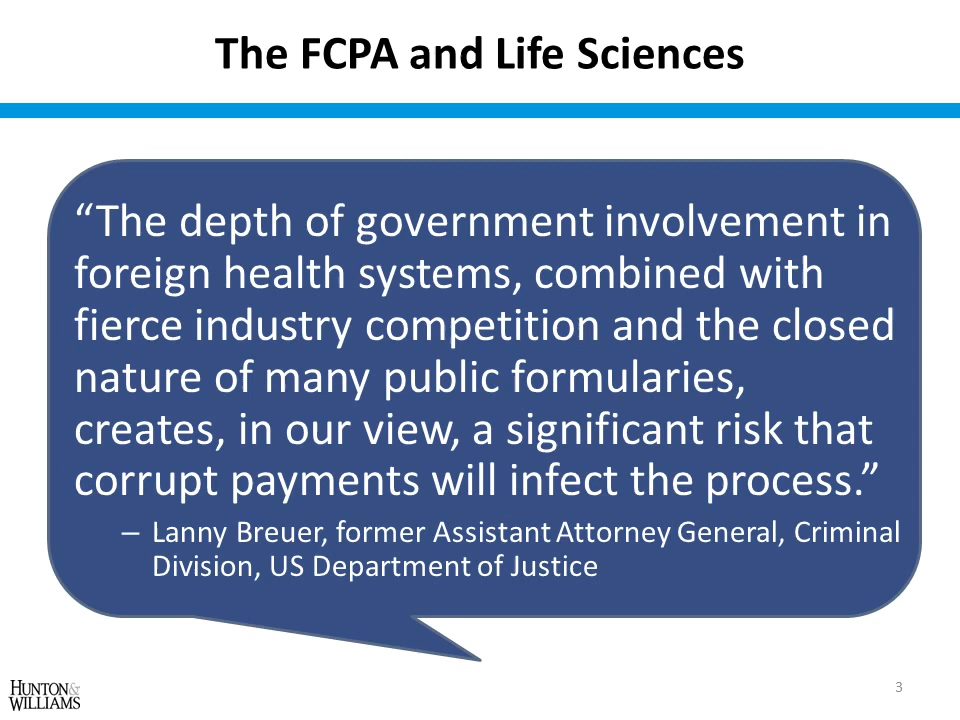 The FCPA and Life Sciences
“The depth of government involvement in
foreign health systems, combined with
fierce industry competition and the closed
nature of many public formularies,
creates, in our view, a significant risk that
corrupt payments will infect the process.”
– Lanny Breuer, former Assistant Attorney General, Criminal
Division, US Department of Justice
HUNTON&
WILLIAMS
3